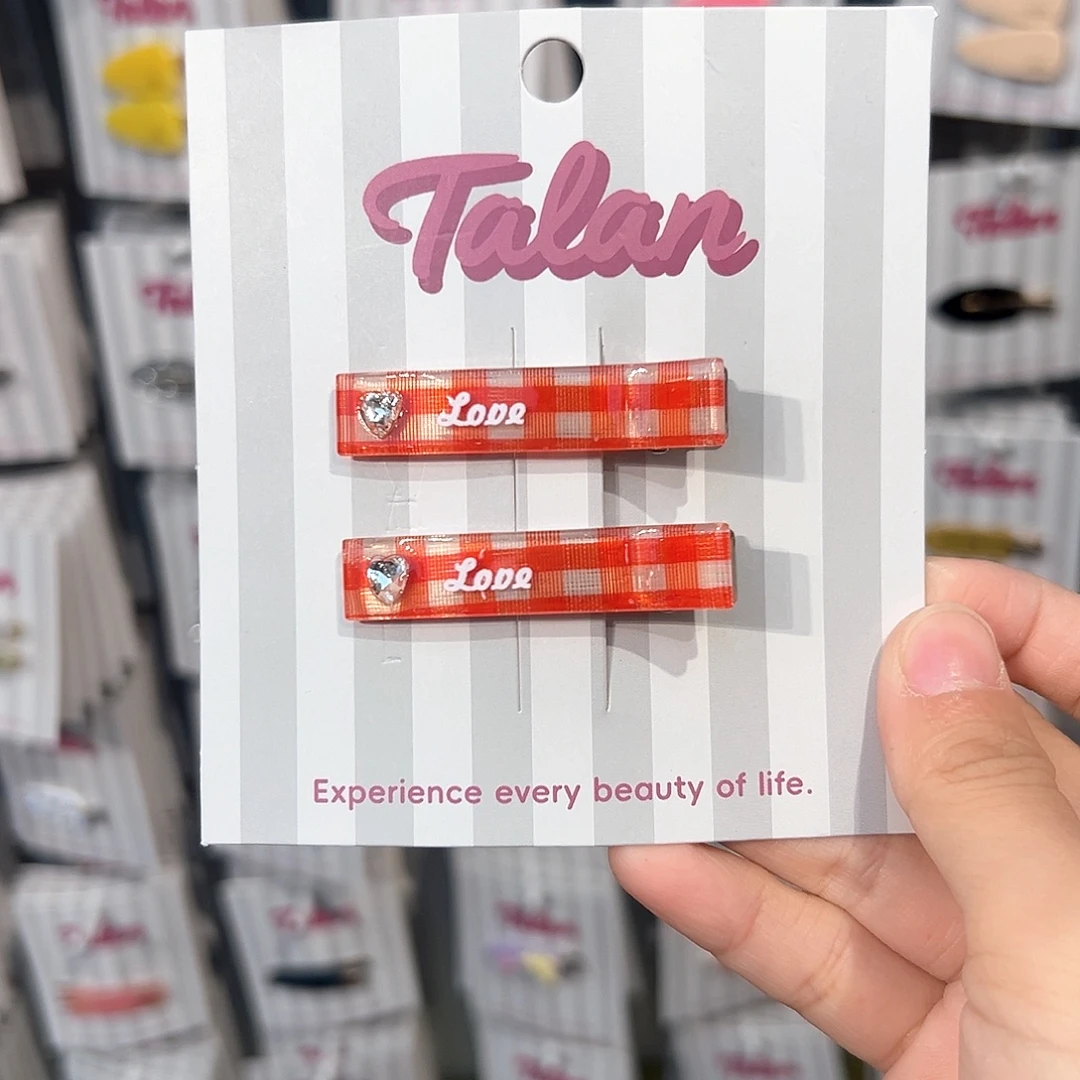 Talan
Love
Love
Experience every beauty of life.